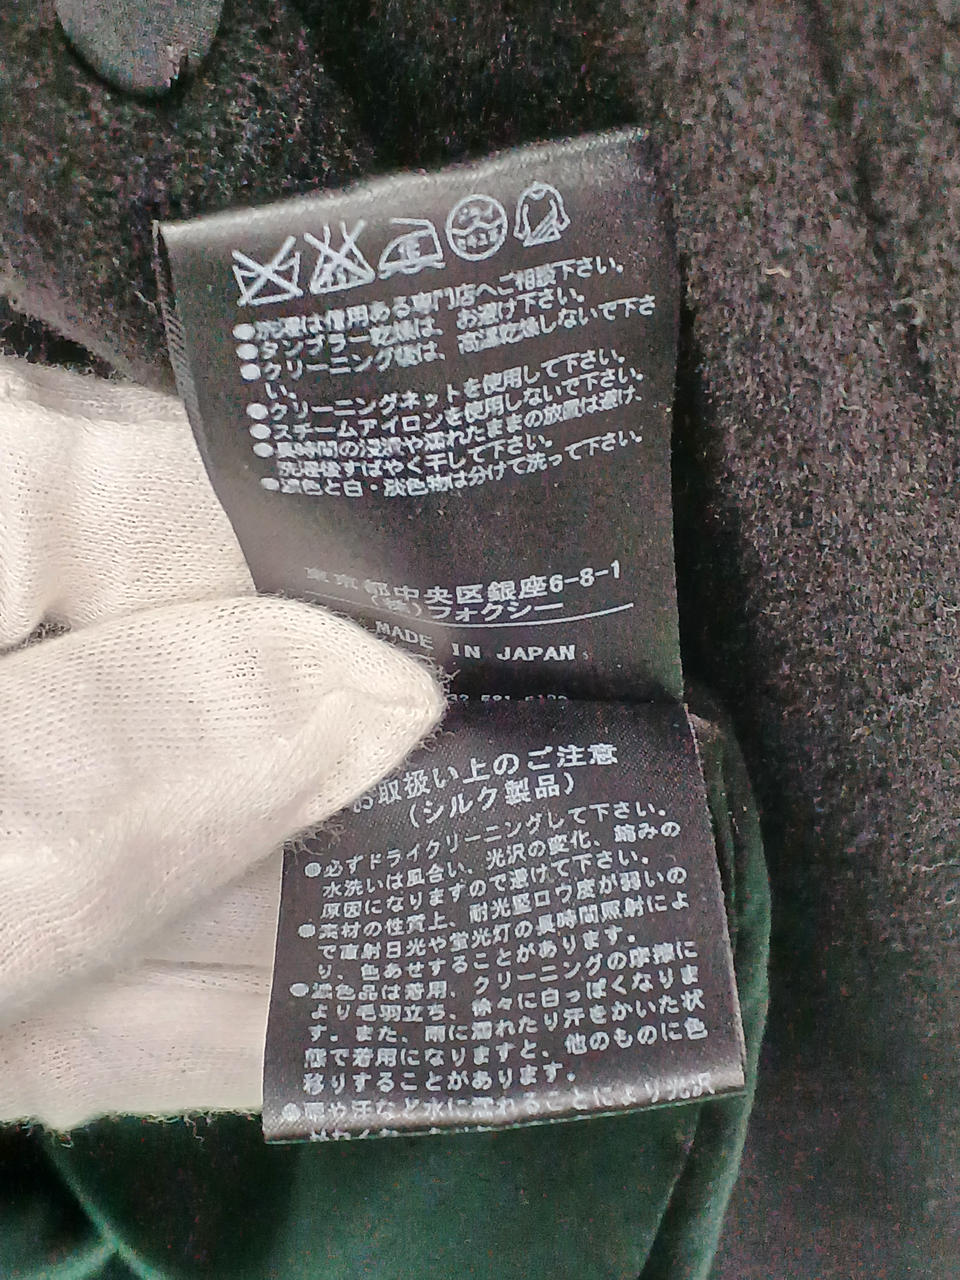 ●洗濯は信用ある専門店へご相談下さい。
●タンブラー乾燥は、お避け下さい。
●クリーニング後は、高温乾燥しないで下さ
い。
●クリーニングネットを使用して下さい。
●スチームアイロンを使用しないで下さい。
●長時間の浸漬や濡れたままの放置は避け、
洗濯後すばやく干して下さい。
●濃色と白・淡色物は分けて洗って下さい。
東京都中央区銀座6-8-1
(株)フォクシー
MADE IN JAPAN
お取扱い上のご注意
(シルク製品)
●必ずドライクリーニングして下さい。
水洗いは風合い、光沢の変化、縮みの
原因になりますので避けて下さい。
●素材の性質上、耐光堅ロウ度が弱いの
で直射日光や蛍光灯の長時間照射によ
り、色あせすることがあります。
●濃色品は着用、クリーニングの摩擦に
より毛羽立ち、徐々に白っぽくなりま
す。また、雨に濡れたり汗をかいた状
態で着用になりますと、他のものに色
移りすることがあります。
●雨や汗など水に濡れることにより光沢